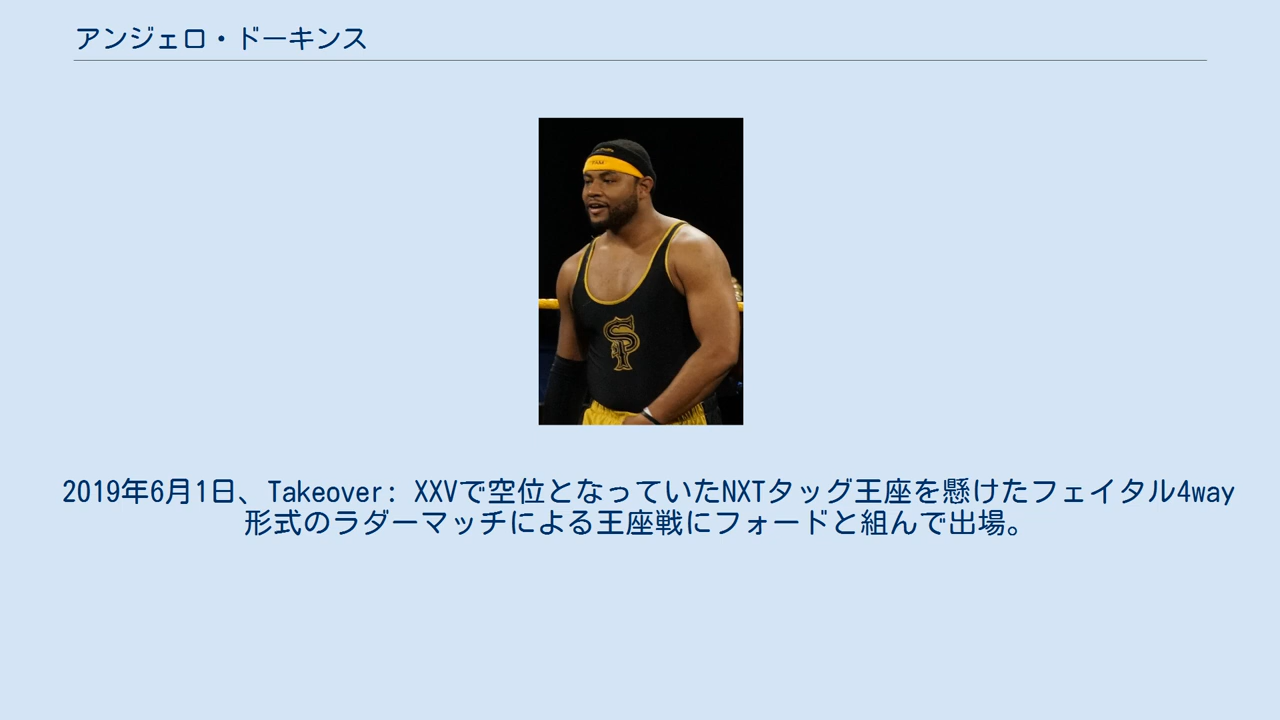 アンジェロ・ドーキンス
2019年6月1日、Takeover: XXVで空位となっていたNXTタッグ王座を懸けたフェイタル4way
形式のラダーマッチによる王座戦にフォードと組んで出場。